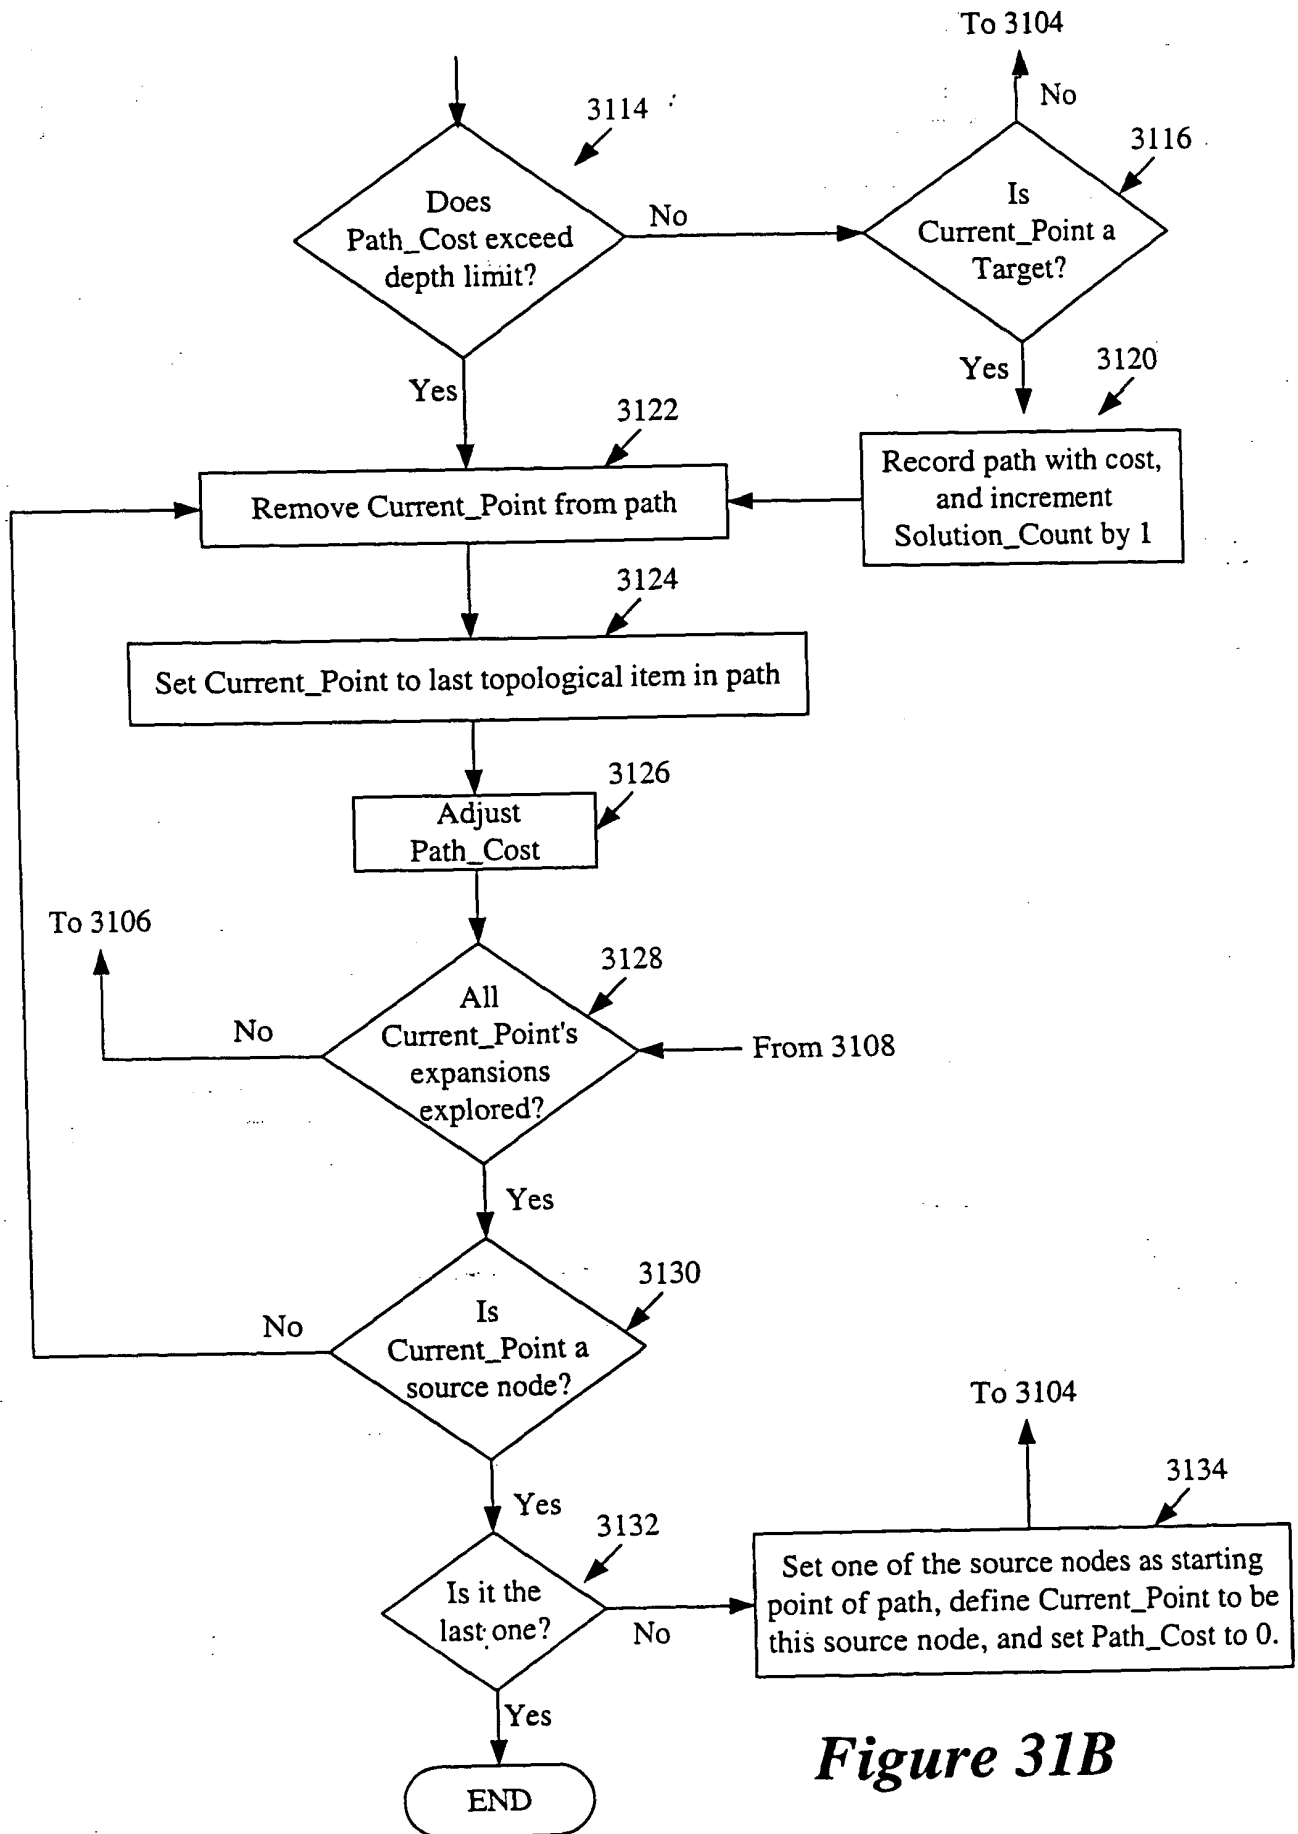 To 3104
No
3114
3116
Does
Path_Cost exceed
depth limit?
No
Is
Current_Point a
Target?
Yes
Yes
3120
3122
Remove Current_Point from path
Record path with cost,
and increment
Solution_Count by 1
3124
Set Current_Point to last topological item in path
3126
Adjust
Path_Cost
To 3106
3128
All
Current_Point's
expansions
explored?
No
From 3108
Yes
3130
Is
Current_Point a
source node?
No
To 3104
3134
Yes
3132
Is it the
last one?
No
Set one of the source nodes as starting
point of path, define Current_Point to be
this source node, and set Path_Cost to 0.
Yes
END
Figure 31B